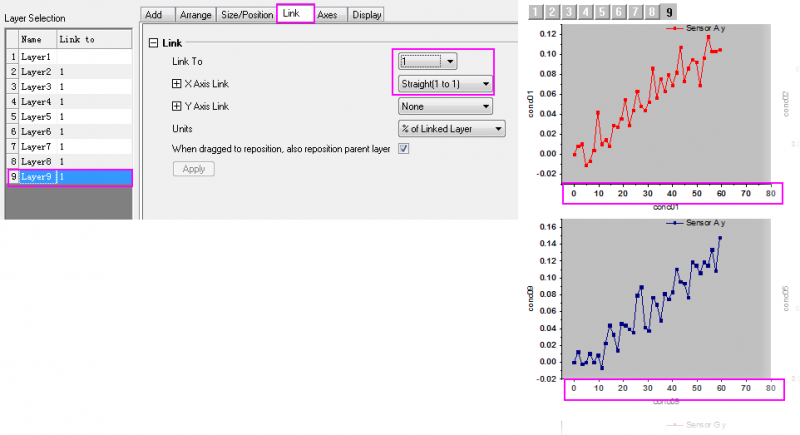 Layer Selection
Name Link to
1 Layer1
2 Layer2 1
3 Layer3 1
4 Layer4 1
5 Layer5 1
6 Layer6 1
7 Layer7 1
8 Layer8 1
9 Layer9 1
Add Arrange Size/Position Link Axes Display
Link
Link To 1
X Axis Link Straight(1 to 1)
Y Axis Link None
Units % of Linked Layer
When dragged to reposition, also reposition parent layer
Apply
1 2 3 4 5 6 7 8 9
Sensor A y
0.12
0.10
0.08
0.06
0.04
0.02
0.00
-0.02
0 10 20 30 40 50 60 70 80
Sensor A y
0.16
0.14
0.12
0.10
0.08
0.06
0.04
0.02
0.00
-0.02
0 10 20 30 40 50 60 70 80
Sensor G y